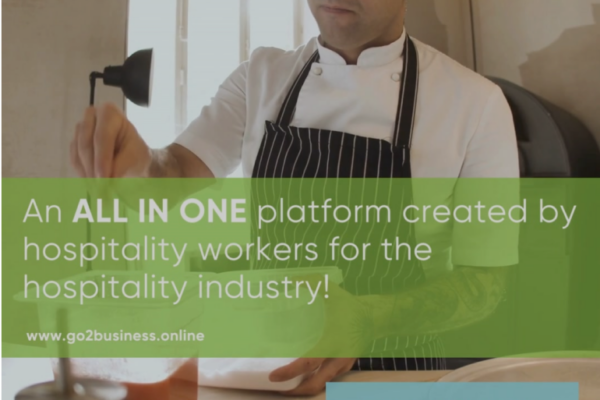 An ALL IN ONE platform created by
hospitality workers for the
hospitality industry!
www.go2business.online